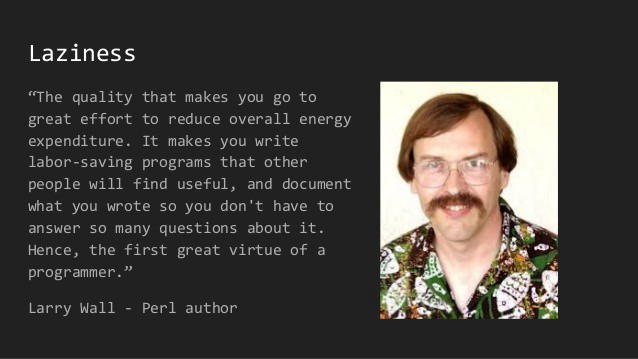 Laziness
“The quality that makes you go to
great effort to reduce overall energy
expenditure. It makes you write
labor-saving programs that other
people will find useful, and document
what you wrote so you don't have to
answer so many questions about it.
Hence, the first great virtue of a
programmer.”
Larry Wall - Perl author